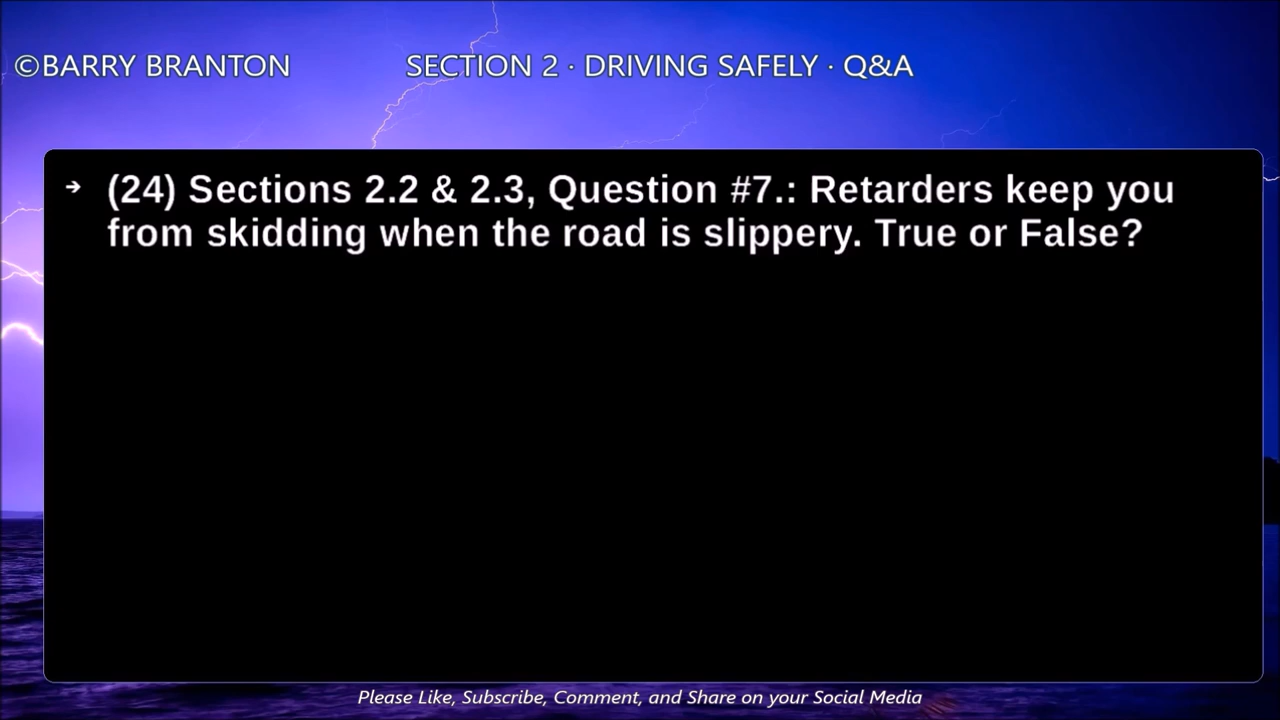 ©BARRY BRANTON
SECTION 2 · DRIVING SAFELY · Q&A
➔ (24) Sections 2.2 & 2.3, Question #7.: Retarders keep you
from skidding when the road is slippery. True or False?
Please Like, Subscribe, Comment, and Share on your Social Media